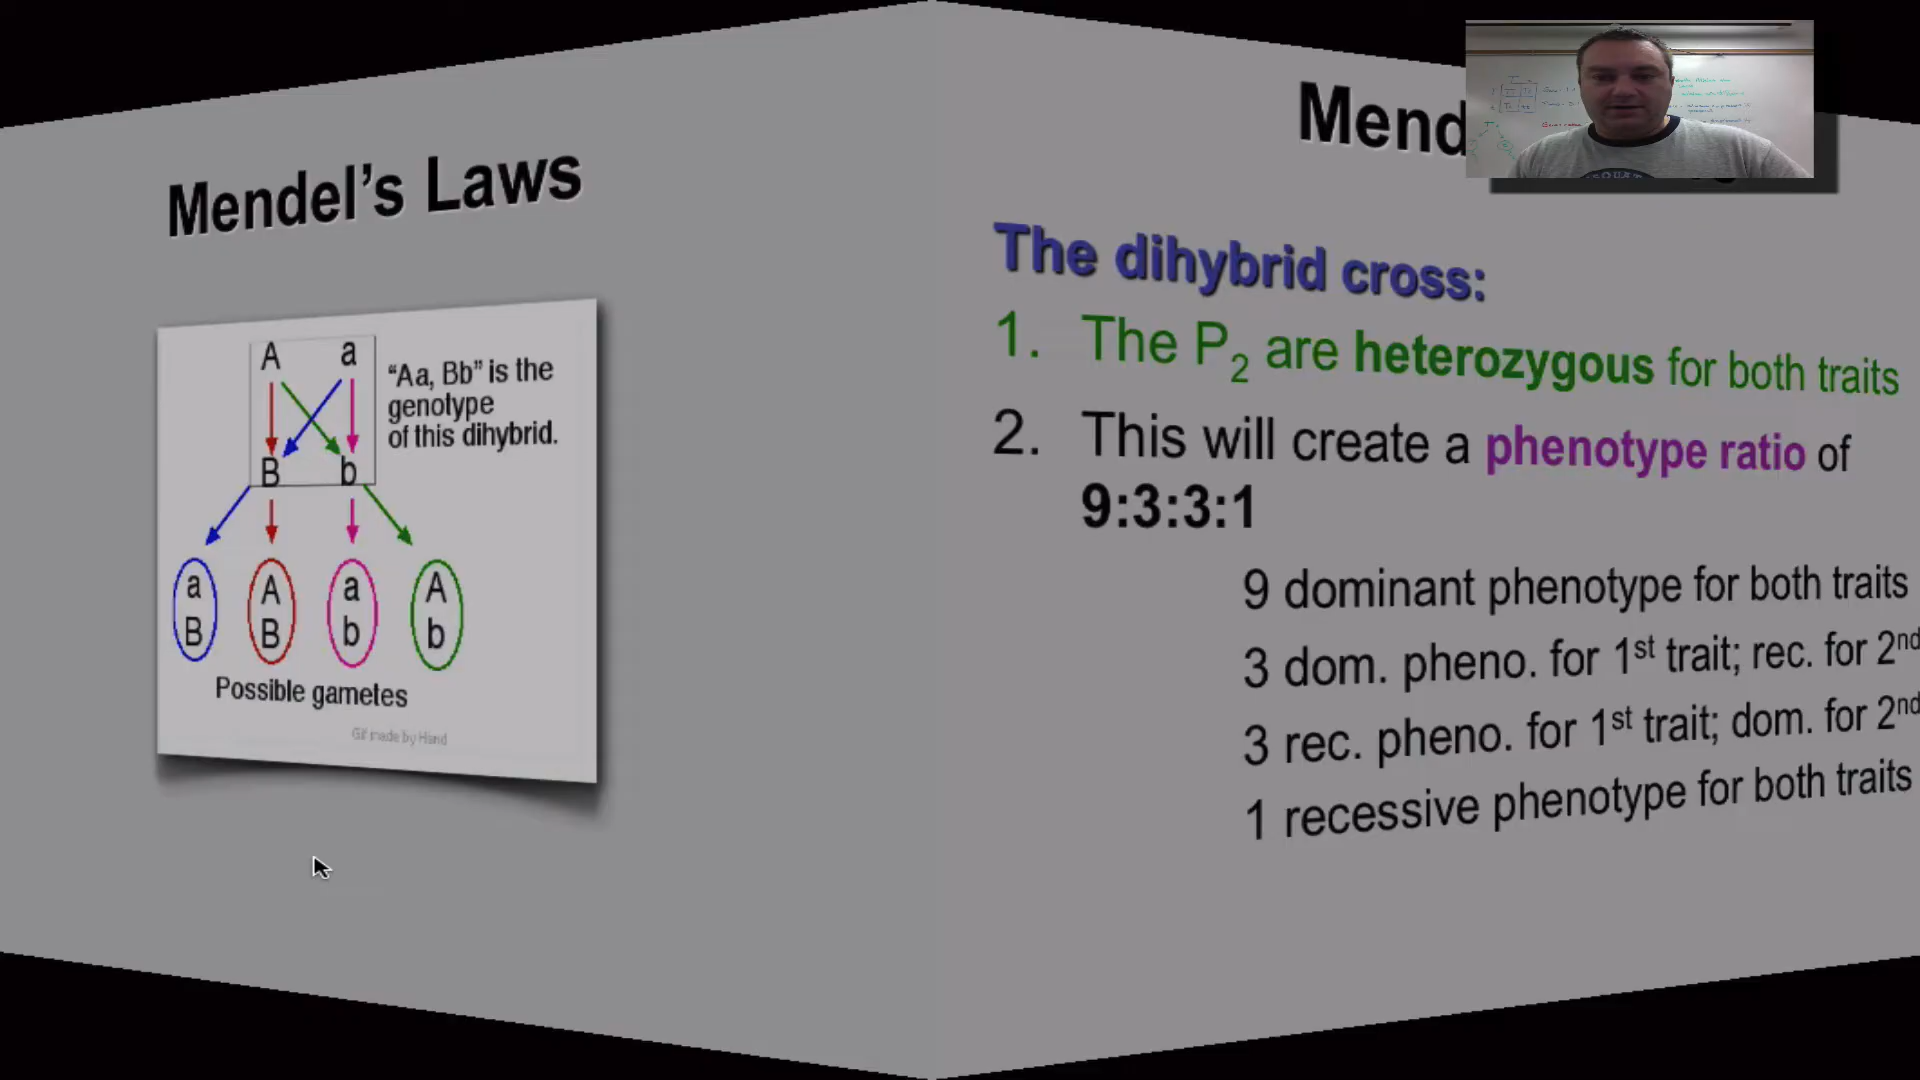 Mendel's Laws
A a
"Aa, Bb" is the
genotype
of this dihybrid.
B b
a A a A
B B b b
Possible gametes
Gif made by Hand
Mend
The dihybrid cross:
1. The P2 are heterozygous for both traits
2. This will create a phenotype ratio of
9:3:3:1
9 dominant phenotype for both traits
3 dom. pheno. for 1st trait; rec. for 2nd
3 rec. pheno. for 1st trait; dom. for 2nd
1 recessive phenotype for both traits